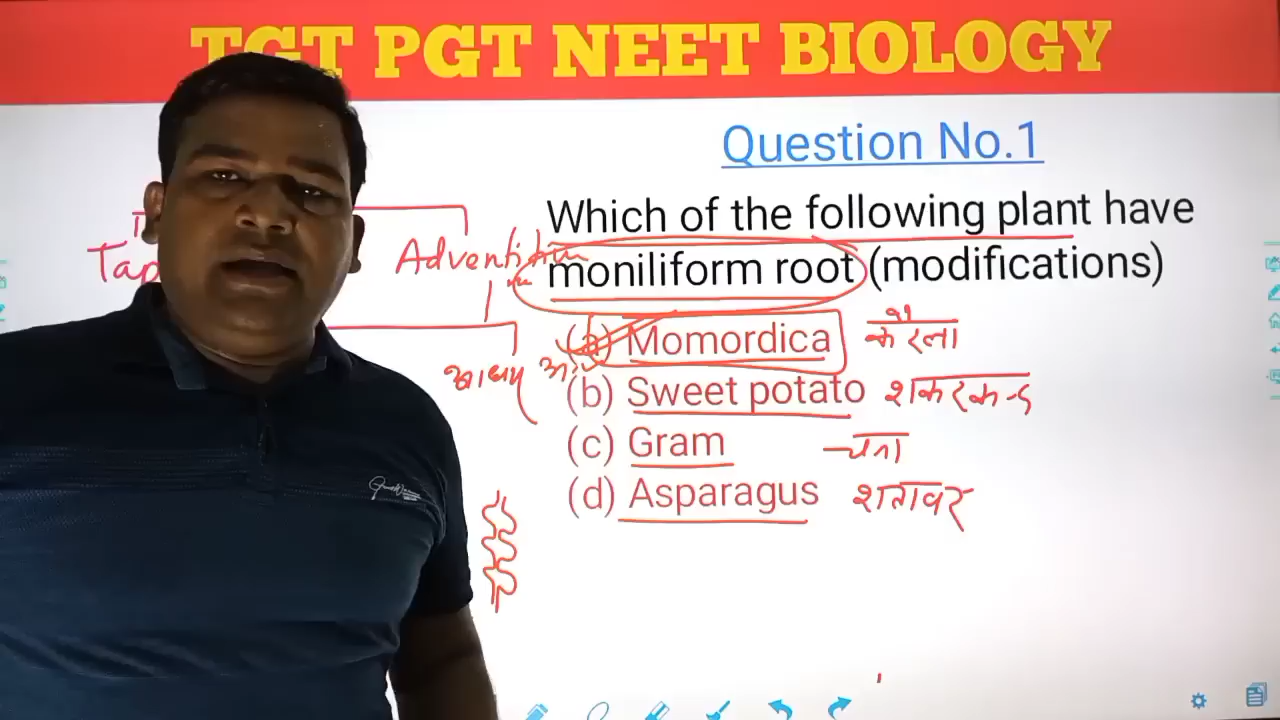 TGT PGT NEET BIOLOGY
Question No.1
Which of the following plant have
moniliform root (modifications)
Tap
(a) Momordica करेला
(b) Sweet potato शकरकन्द
(c) Gram चना
(d) Asparagus शतावर